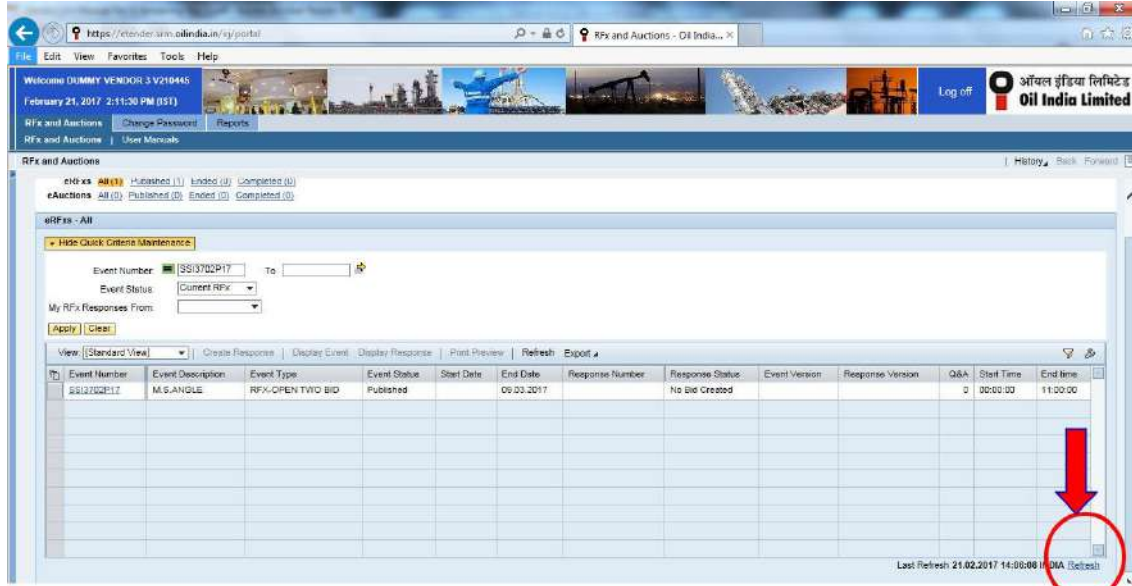 https://etender.srm.oilindia.in/irj/portal
RFx and Auctions - Oil India...
File Edit View Favorites Tools Help
Welcome DUMMY VENDOR 3 V210445
February 21, 2017 2:11:30 PM (IST)
Log off
ऑयल इंडिया लिमिटेड
Oil India Limited
RFx and Auctions Change Password Reports
RFx and Auctions | User Manuals
RFx and Auctions
History Back Forward
eRFxs All (1) Published (1) Ended (0) Completed (0)
eAuctions All (0) Published (0) Ended (0) Completed (0)
eRFxs - All
Hide Quick Criteria Maintenance
Event Number: SSI3702P17 To
Event Status: Current RFx
My RFx Responses From:
Apply Clear
View: [Standard View] Create Response Display Event Display Response Print Preview Refresh Export
Event Number Event Description Event Type Event Status Start Date End Date Response Number Response Status Event Version Response Version Q&A Start Time End time
SSI3702P17 M.S.ANGLE RFX-OPEN TWO BID Published 09.03.2017 No Bid Created 0 00:00:00 11:00:00
Last Refresh 21.02.2017 14:06:06 INDIA Refresh